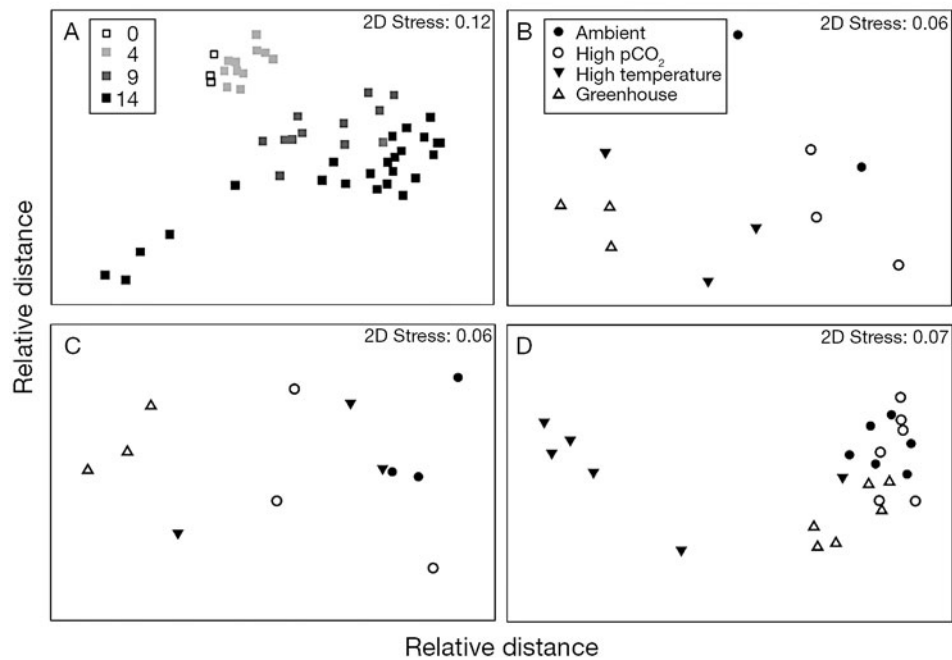 A
2D Stress: 0.12
0
4
9
14
B
2D Stress: 0.06
Ambient
High pCO₂
High temperature
Greenhouse
C
2D Stress: 0.06
D
2D Stress: 0.07
Relative distance
Relative distance